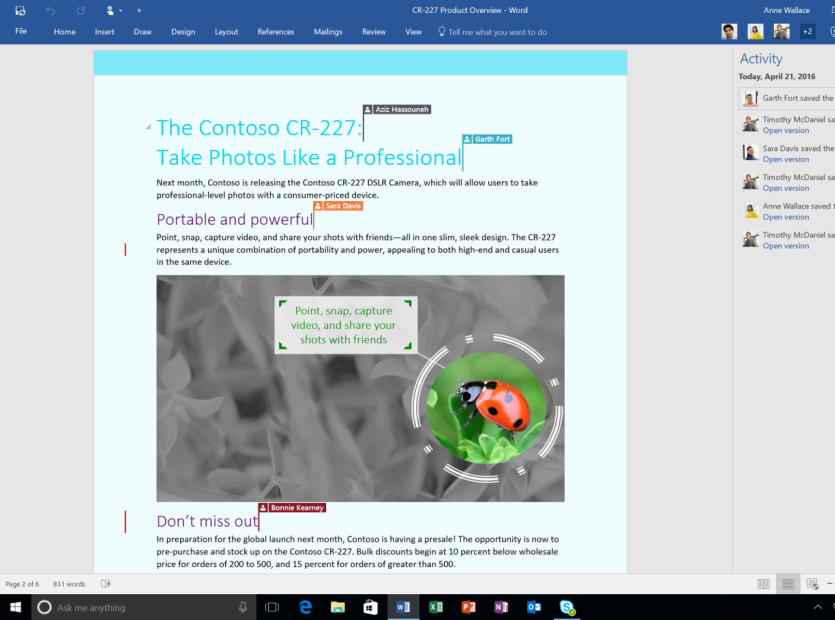 CR-227 Product Overview - Word
Anne Wallace
File Home Insert Draw Design Layout References Mailings Review View Tell me what you want to do
+2
Activity
Today, April 21, 2016
Garth Fort saved the
Timothy McDaniel sa
Open version
Sara Davis saved the
Open version
Timothy McDaniel sa
Open version
Anne Wallace saved t
Open version
Timothy McDaniel sa
Open version
Aziz Hassouneh
The Contoso CR-227:
Garth Fort
Take Photos Like a Professional
Next month, Contoso is releasing the Contoso CR-227 DSLR Camera, which will allow users to take
professional-level photos with a consumer-priced device.
Sara Davis
Portable and powerful
Point, snap, capture video, and share your shots with friends—all in one slim, sleek design. The CR-227
represents a unique combination of portability and power, appealing to both high-end and casual users
in the same device.
Point, snap, capture
video, and share your
shots with friends
Bonnie Kearney
Don't miss out
In preparation for the global launch next month, Contoso is having a presale! The opportunity is now to
pre-purchase and stock up on the Contoso CR-227. Bulk discounts begin at 10 percent below wholesale
price for orders of 200 to 500, and 15 percent for orders of greater than 500.
Page 2 of 6 831 words
Ask me anything